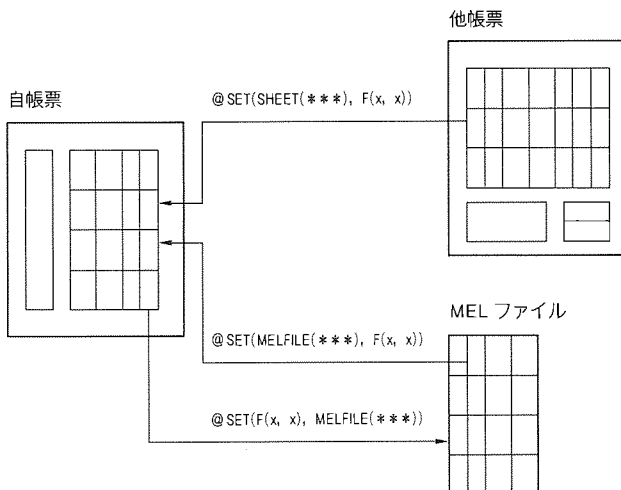 他帳票
自帳票
@SET(SHEET(***), F(x, x))
MEL ファイル
@SET(MELFILE(***), F(x, x))
@SET(F(x, x), MELFILE(***))